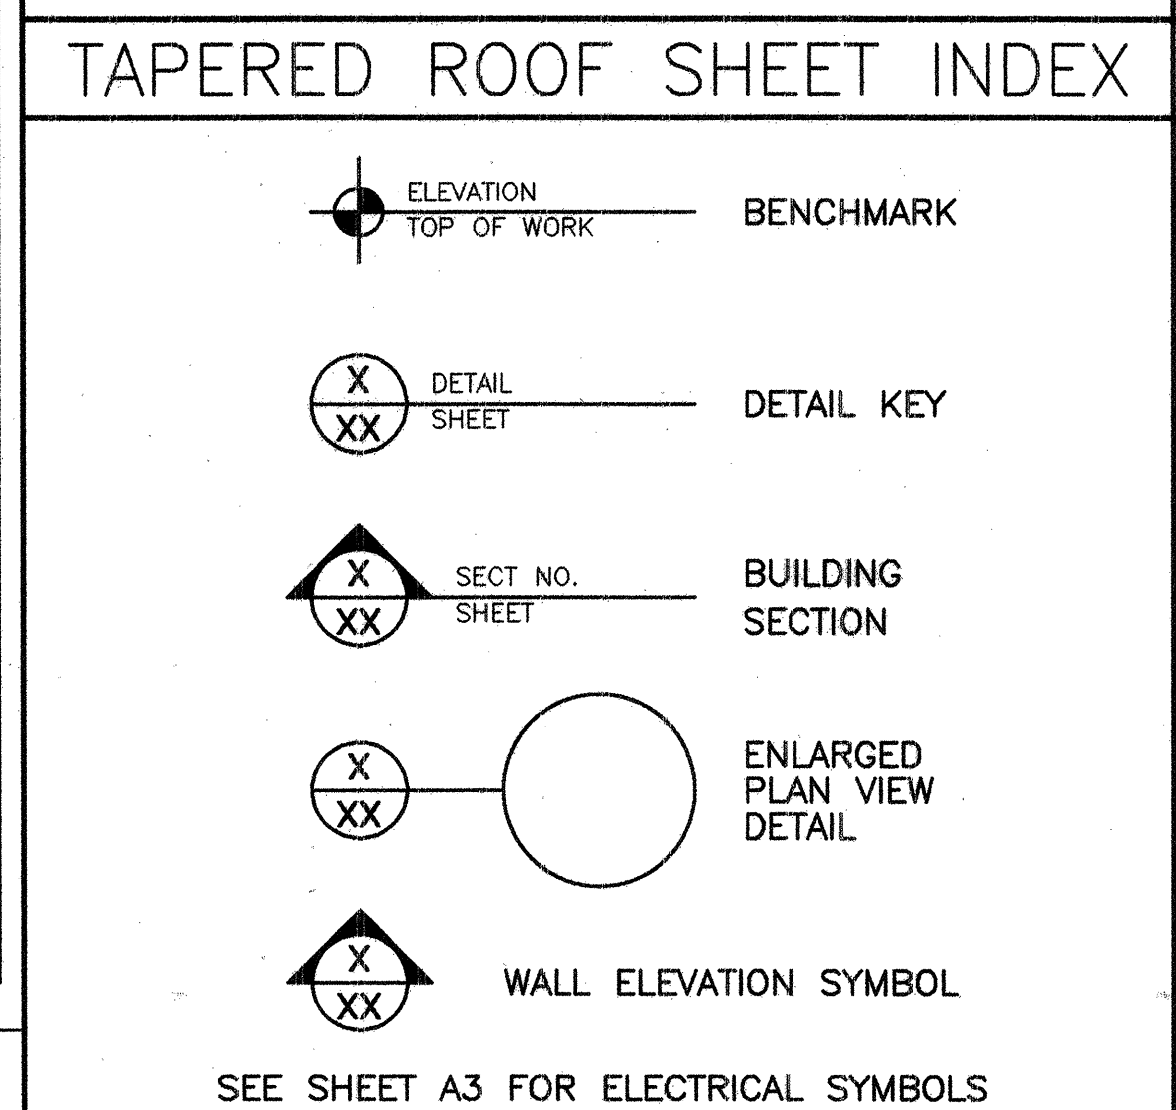 TAPERED ROOF SHEET INDEX
ELEVATION
TOP OF WORK
BENCHMARK
X
XX
DETAIL
SHEET
DETAIL KEY
X
XX
SECT NO.
SHEET
BUILDING
SECTION
X
XX
ENLARGED
PLAN VIEW
DETAIL
X
XX
WALL ELEVATION SYMBOL
SEE SHEET A3 FOR ELECTRICAL SYMBOLS